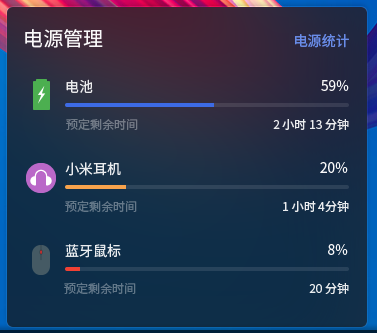 电源管理
电源统计
电池
59%
预定剩余时间
2 小时 13 分钟
小米耳机
20%
预定剩余时间
1 小时 4分钟
蓝牙鼠标
8%
预定剩余时间
20 分钟